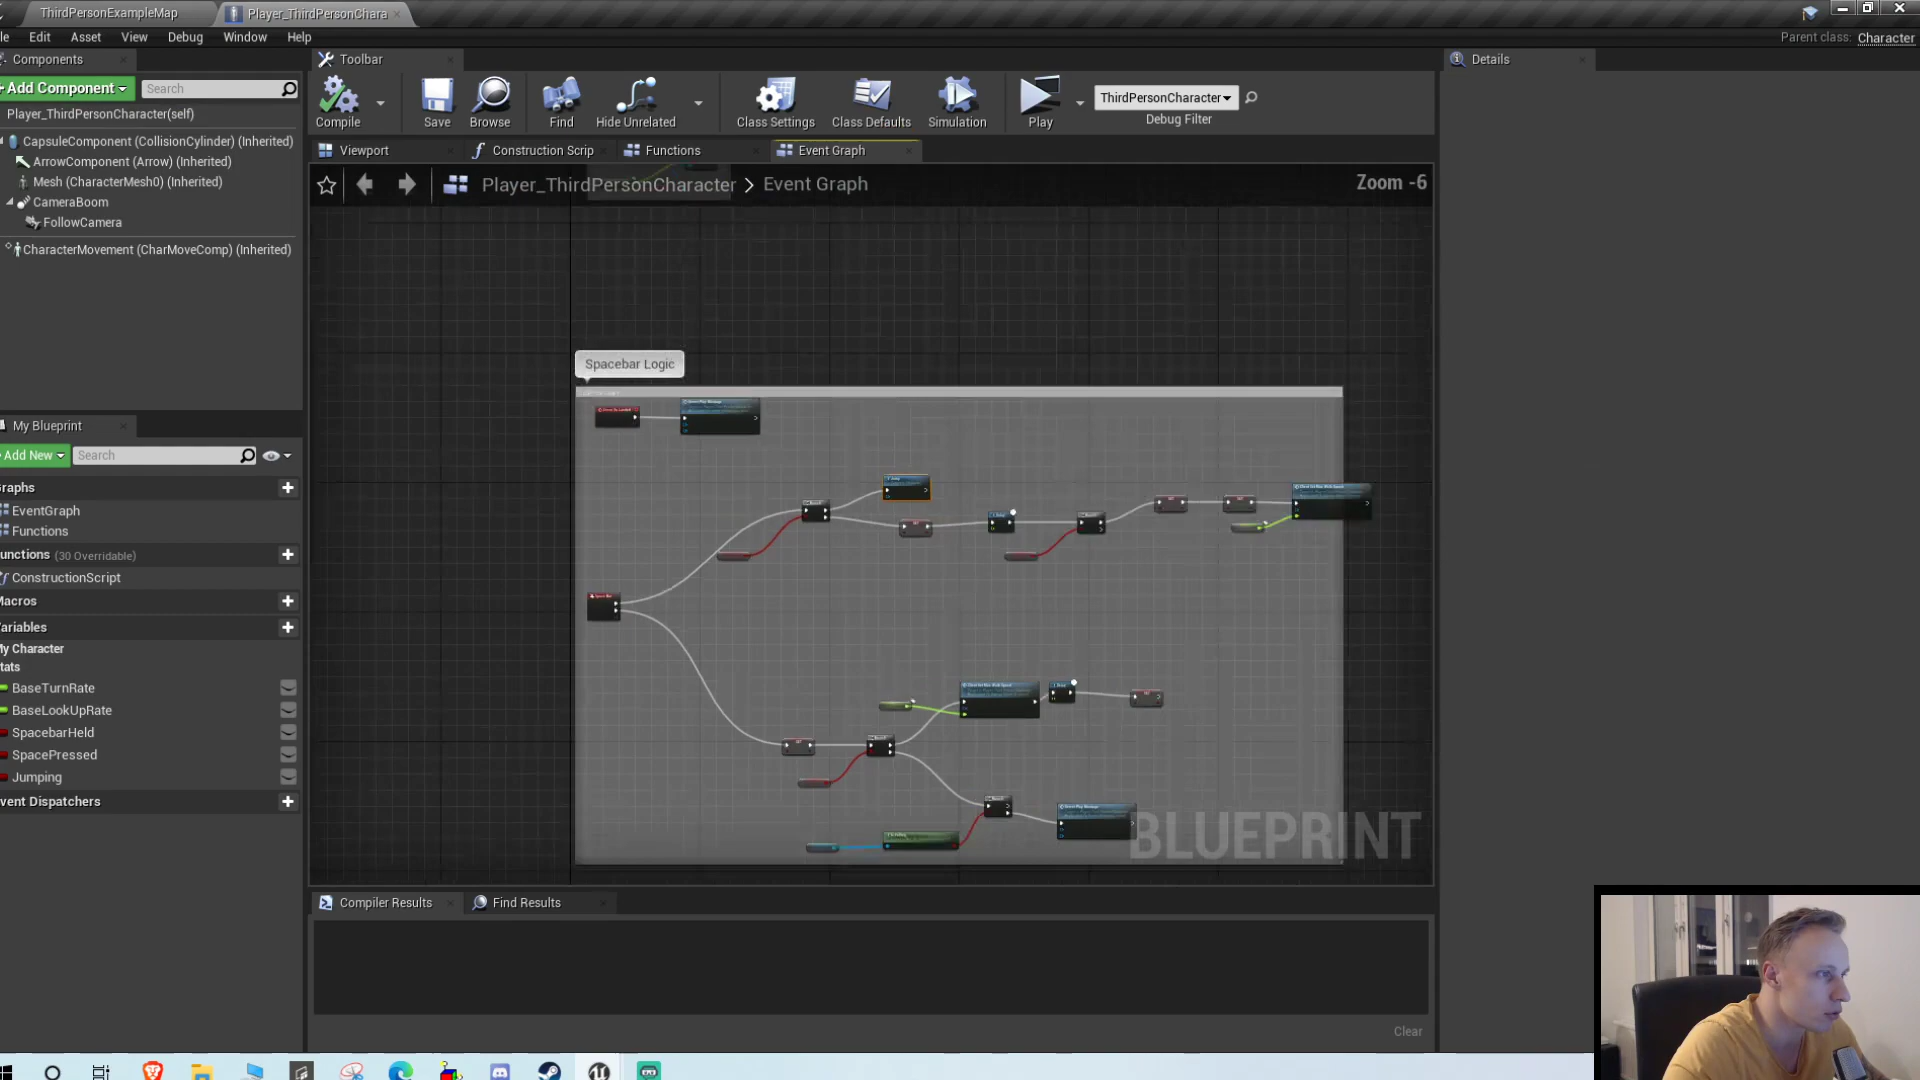 ThirdPersonExampleMap
Player_ThirdPersonChara
le
Edit
Asset
View
Debug
Window
Help
Parent class: Character
Components
Add Component
Search
Player_ThirdPersonCharacter(self)
CapsuleComponent (CollisionCylinder) (Inherited)
ArrowComponent (Arrow) (Inherited)
Mesh (CharacterMesh0) (Inherited)
CameraBoom
FollowCamera
CharacterMovement (CharMoveComp) (Inherited)
My Blueprint
Add New
Search
Graphs
EventGraph
Functions
unctions (30 Overridable)
ConstructionScript
Macros
Variables
My Character
tats
BaseTurnRate
BaseLookUpRate
SpacebarHeld
SpacePressed
Jumping
vent Dispatchers
Toolbar
Compile
Save
Browse
Find
Hide Unrelated
Class Settings
Class Defaults
Simulation
Play
ThirdPersonCharacter
Debug Filter
Viewport
Construction Scrip
Functions
Event Graph
Player_ThirdPersonCharacter > Event Graph
Zoom -6
Spacebar Logic
BLUEPRINT
Compiler Results
Find Results
Clear
Details